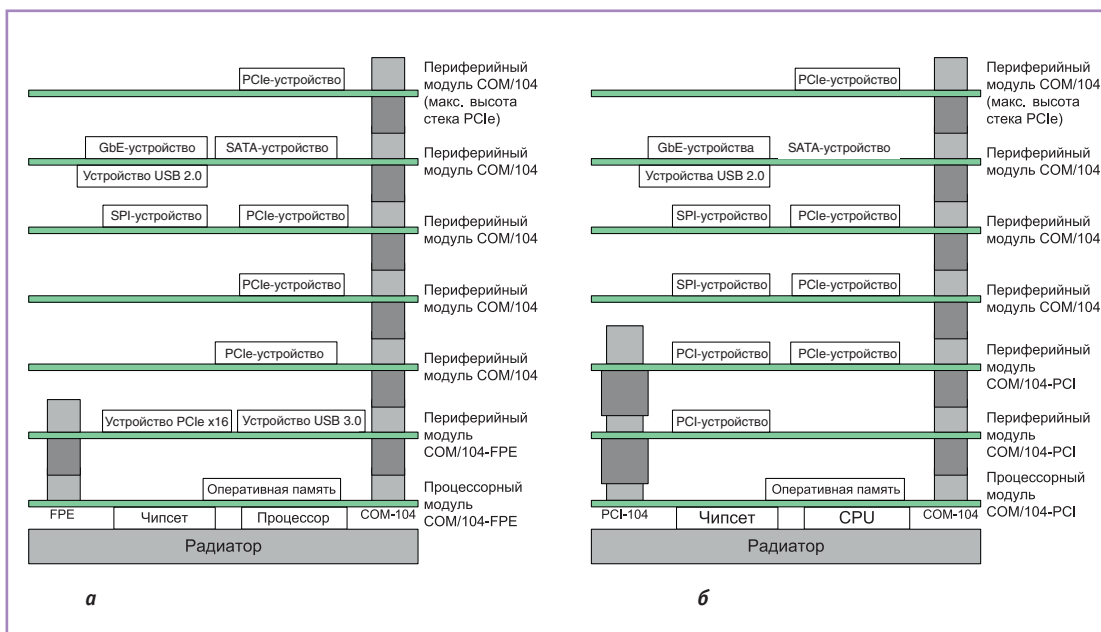 PCIe-устройство
Периферийный
модуль COM/104
(макс. высота
стека PCIe)
GbE-устройство
SATA-устройство
Устройство USB 2.0
Периферийный
модуль COM/104
SPI-устройство
PCIe-устройство
Периферийный
модуль COM/104
PCIe-устройство
Периферийный
модуль COM/104
PCIe-устройство
Периферийный
модуль COM/104
Устройство PCIe x16
Устройство USB 3.0
Периферийный
модуль
COM/104-FPE
Оперативная память
Процессорный
модуль
COM/104-FPE
FPE
Чипсет
Процессор
COM-104
Радиатор
а
PCIe-устройство
Периферийный
модуль COM/104
(макс. высота
стека PCIe)
GbE-устройства
SATA-устройство
Устройства USB 2.0
Периферийный
модуль COM/104
SPI-устройство
PCIe-устройство
Периферийный
модуль COM/104
SPI-устройство
PCIe-устройство
Периферийный
модуль COM/104
PCI-устройство
PCIe-устройство
Периферийный
модуль
COM/104-PCI
PCI-устройство
Периферийный
модуль
COM/104-PCI
Оперативная память
Процессорный
модуль
COM/104-PCI
PCI-104
Чипсет
CPU
COM-104
Радиатор
б